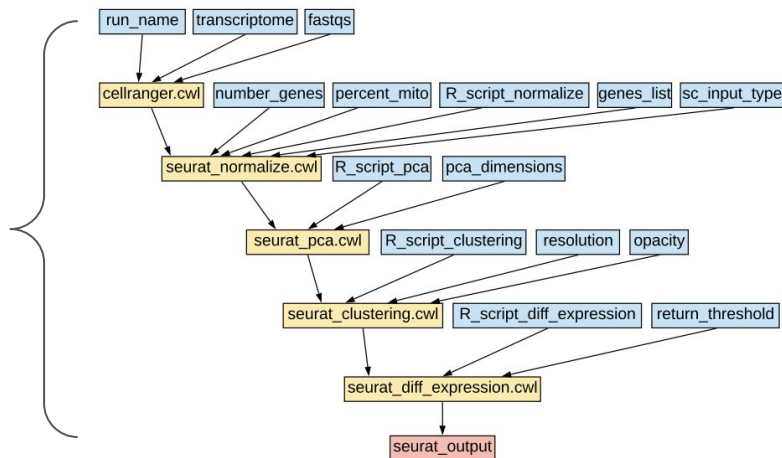 run_name transcriptome fastqs
cellranger.cwl number_genes percent_mito R_script_normalize genes_list sc_input_type
seurat_normalize.cwl R_script_pca pca_dimensions
seurat_pca.cwl R_script_clustering resolution opacity
seurat_clustering.cwl R_script_diff_expression return_threshold
seurat_diff_expression.cwl
seurat_output